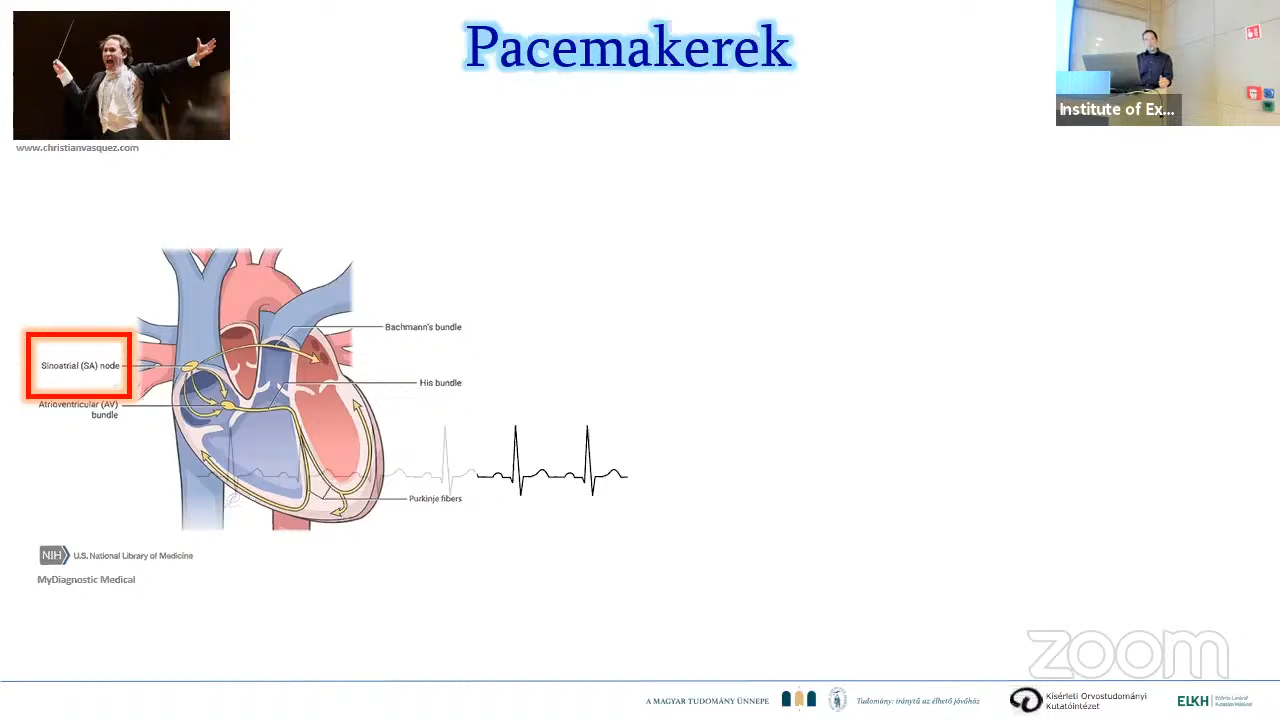 Pacemakerek
Institute of Ex...
www.christianvasquez.com
Bachmann's bundle
Sinoatrial (SA) node
His bundle
Atrioventricular (AV)
bundle
Purkinje fibers
NIH U.S. National Library of Medicine
MyDiagnostic Medical
zoom
A MAGYAR TUDOMÁNY ÜNNEPE
Tudomány: iránytű az élhető jövőhöz
Kísérleti Orvostudományi
Kutatóintézet
ELKH
Eötvös Loránd
Kutatási Hálózat